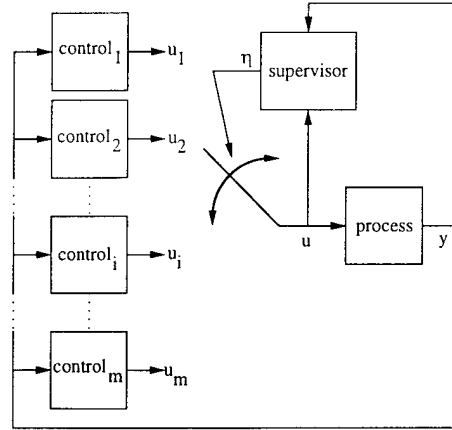 control1
u1
η
supervisor
control2
u2
process
u
y
controli
ui
controlm
um